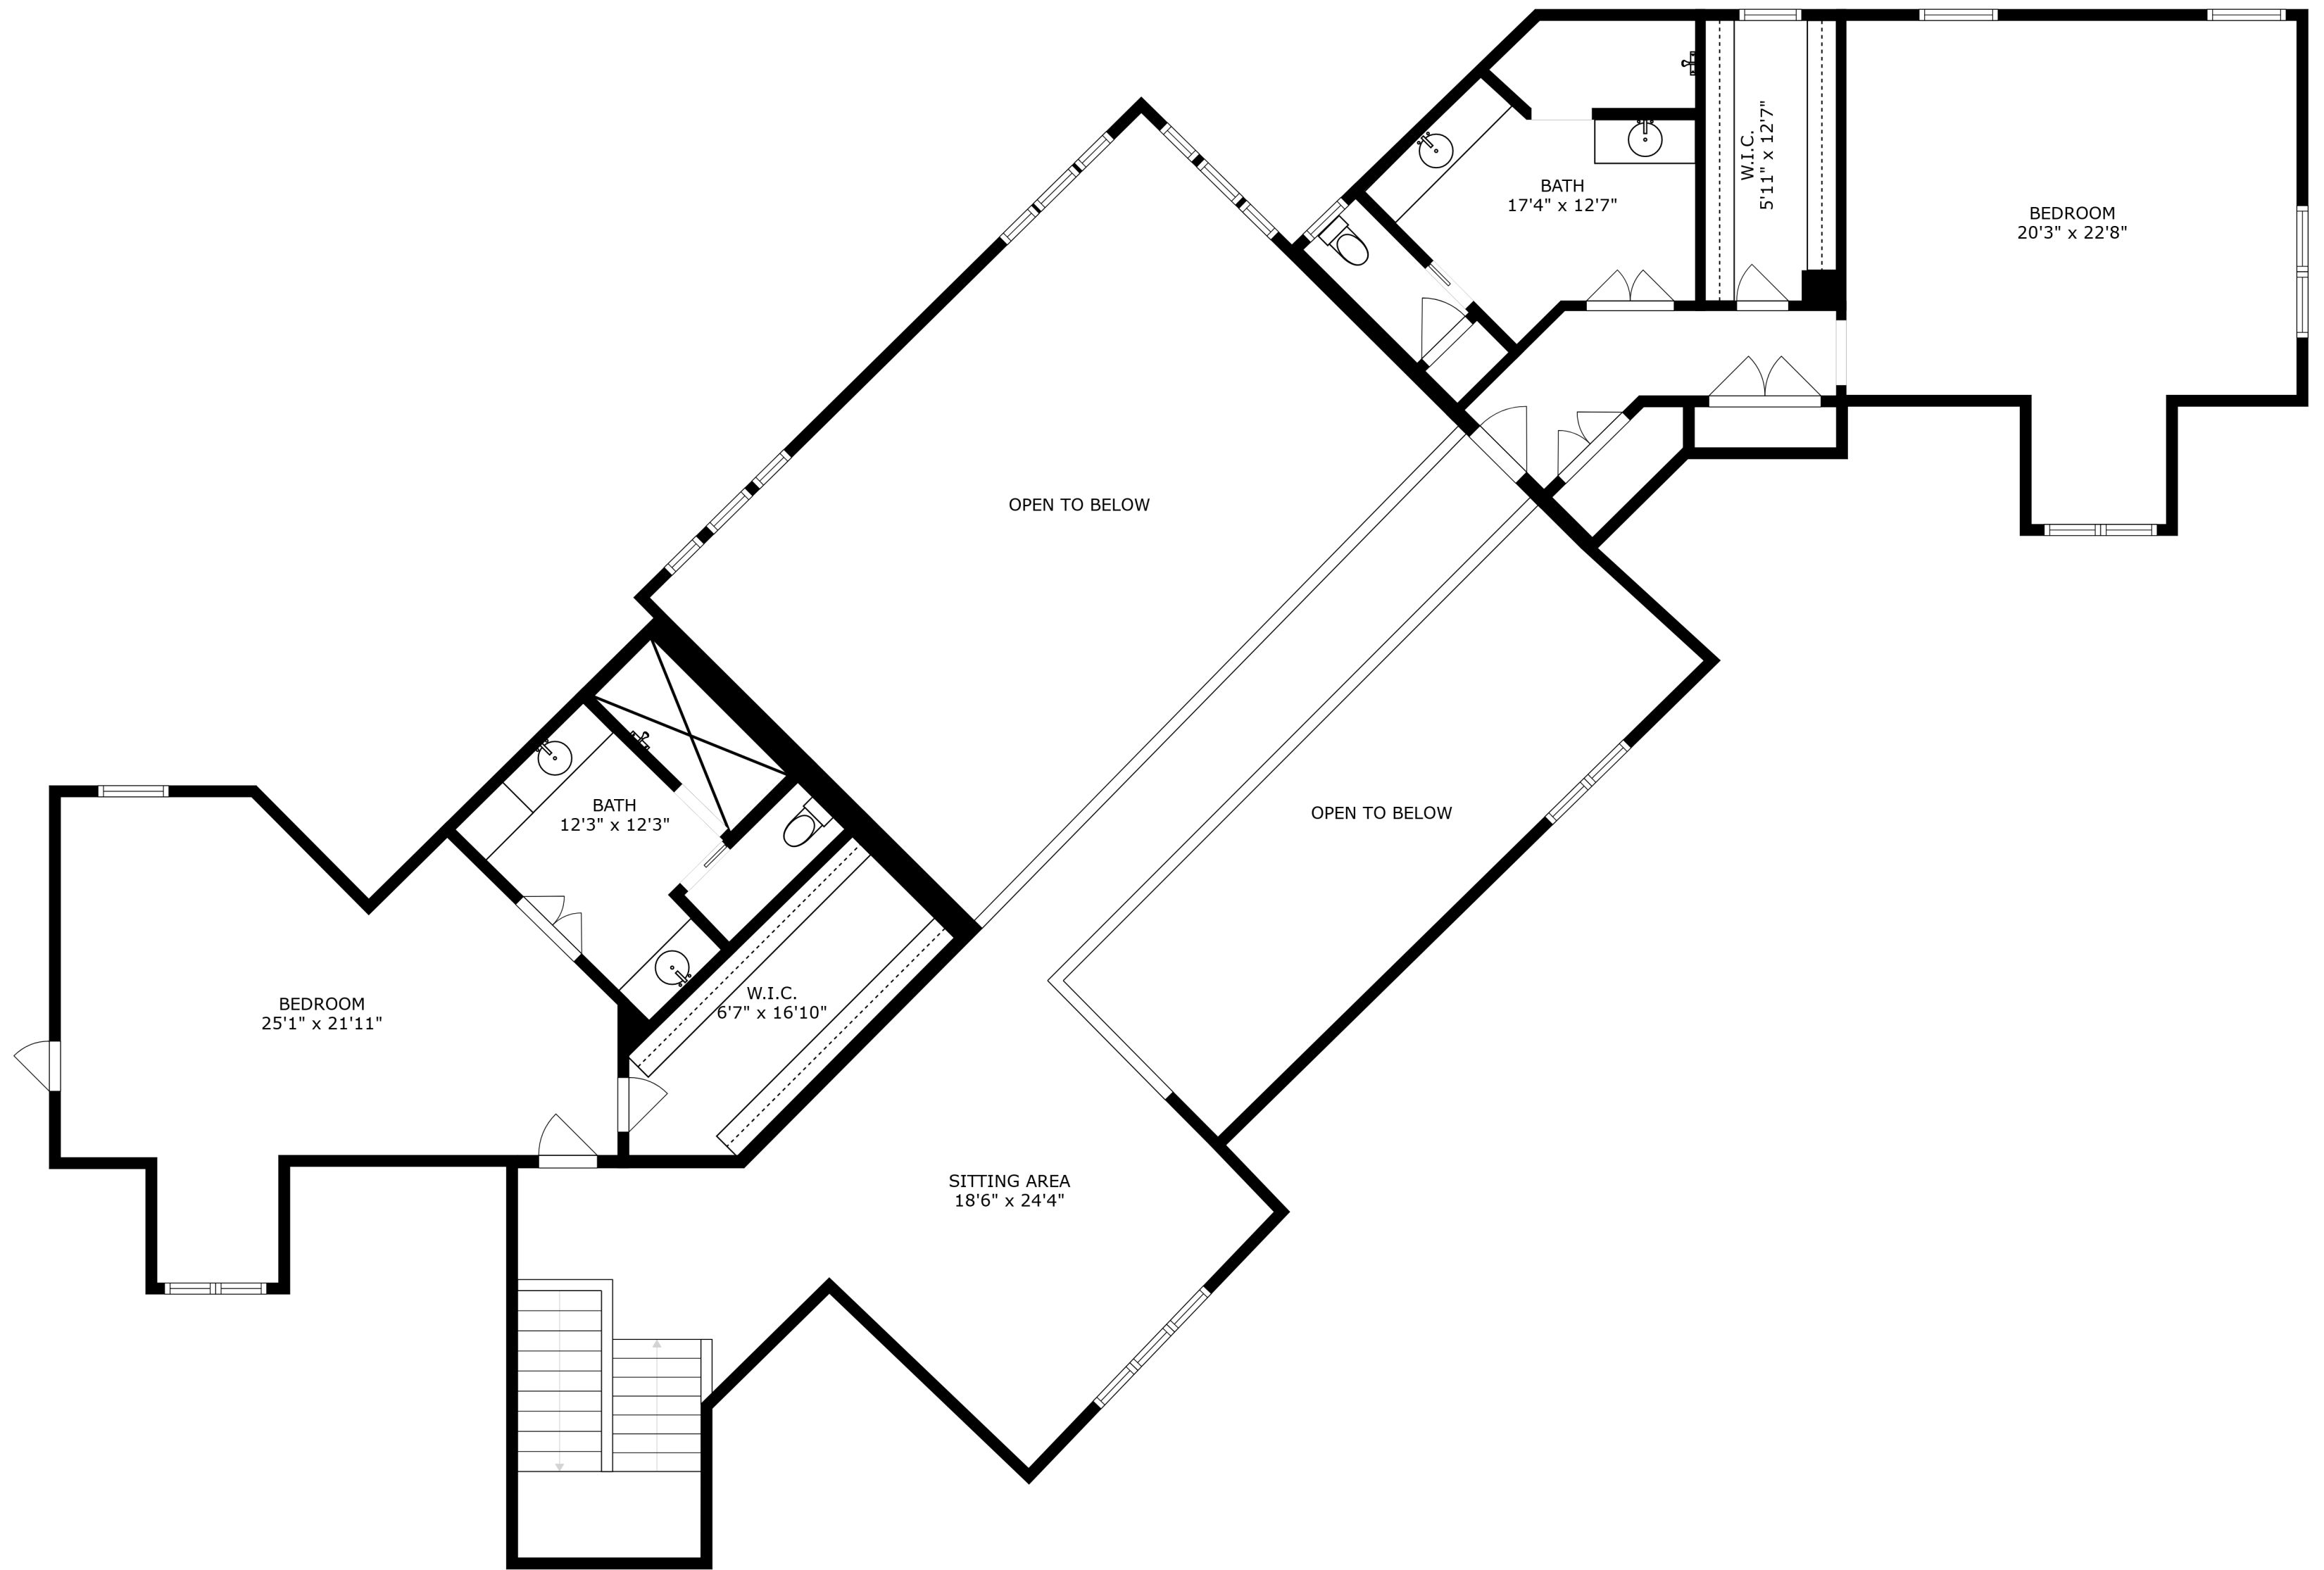 W.I.C.
5'11" x 12'7"
BATH
17'4" x 12'7"
BEDROOM
20'3" x 22'8"
OPEN TO BELOW
BATH
12'3" x 12'3"
OPEN TO BELOW
W.I.C.
6'7" x 16'10"
BEDROOM
25'1" x 21'11"
SITTING AREA
18'6" x 24'4"